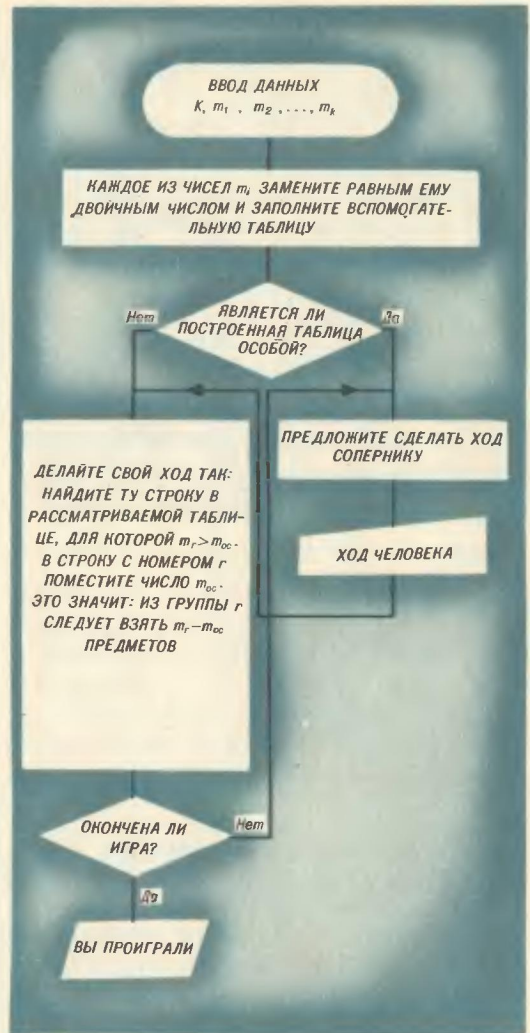 ВВОД ДАННЫХ
K, m₁ , m₂ ,..., mₖ
КАЖДОЕ ИЗ ЧИСЕЛ mᵢ ЗАМЕНИТЕ РАВНЫМ ЕМУ
ДВОИЧНЫМ ЧИСЛОМ И ЗАПОЛНИТЕ ВСПОМОГАТЕ-
ЛЬНУЮ ТАБЛИЦУ
Нет
ЯВЛЯЕТСЯ ЛИ
ПОСТРОЕННАЯ ТАБЛИЦА
ОСОБОЙ?
Да
ДЕЛАЙТЕ СВОЙ ХОД ТАК:
НАЙДИТЕ ТУ СТРОКУ В
РАССМАТРИВАЕМОЙ ТАБЛИ-
ЦЕ, ДЛЯ КОТОРОЙ mᵣ>mос.
В СТРОКУ С НОМЕРОМ r
ПОМЕСТИТЕ ЧИСЛО mос.
ЭТО ЗНАЧИТ: ИЗ ГРУППЫ r
СЛЕДУЕТ ВЗЯТЬ mᵣ–mос
ПРЕДМЕТОВ
ПРЕДЛОЖИТЕ СДЕЛАТЬ ХОД
СОПЕРНИКУ
ХОД ЧЕЛОВЕКА
ОКОНЧЕНА ЛИ
ИГРА?
Нет
Да
ВЫ ПРОИГРАЛИ